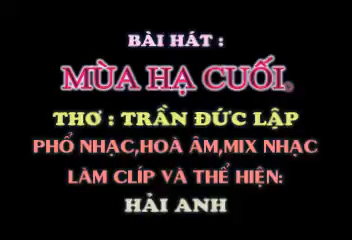 BÀI HÁT :
MÙA HẠ CUỐI
THƠ : TRẦN ĐỨC LẬP
PHỔ NHẠC,HOÀ ÂM,MIX NHẠC
LÀM CLÍP VÀ THỂ HIỆN:
HẢI ANH